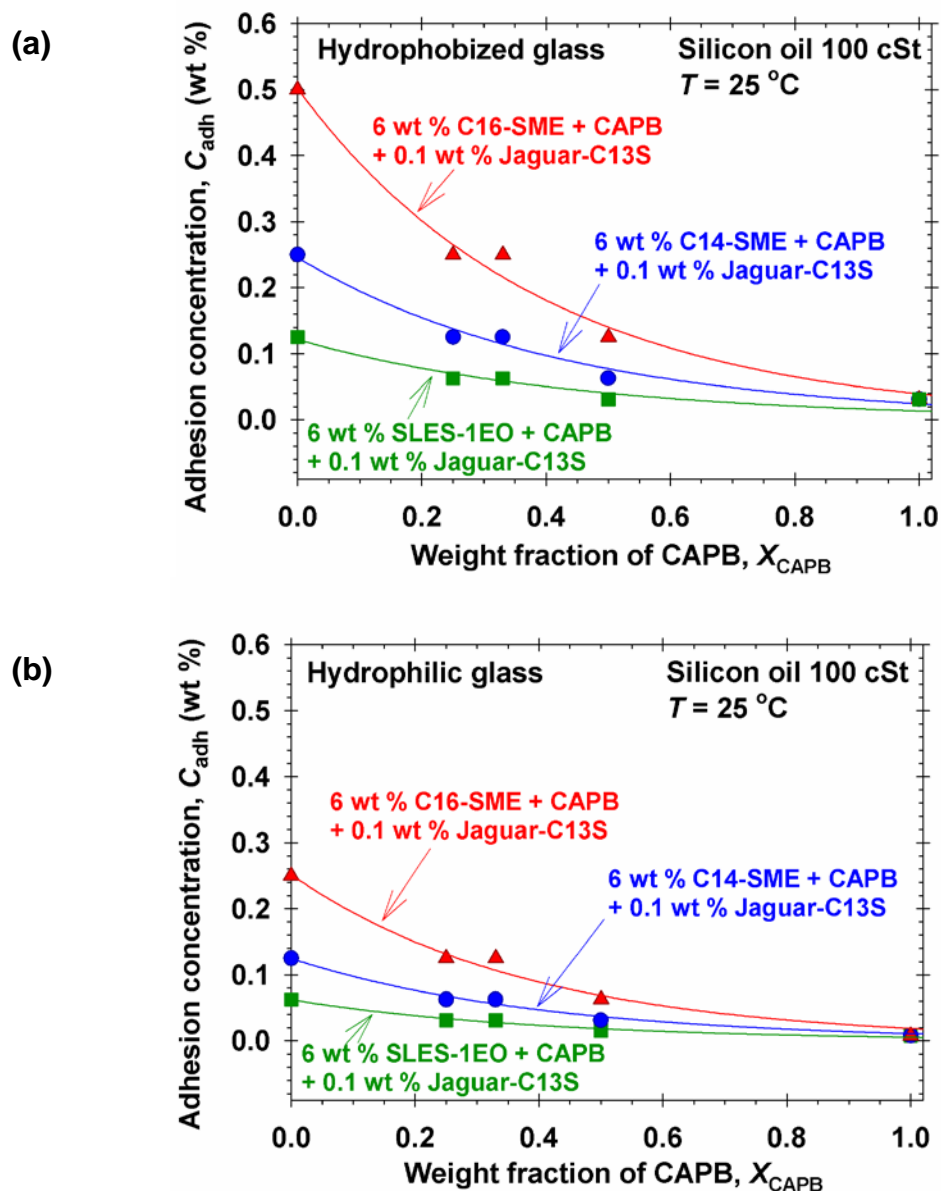 (a)
Hydrophobized glass
Silicon oil 100 cSt
T = 25 °C
6 wt % C16-SME + CAPB
+ 0.1 wt % Jaguar-C13S
6 wt % C14-SME + CAPB
+ 0.1 wt % Jaguar-C13S
6 wt % SLES-1EO + CAPB
+ 0.1 wt % Jaguar-C13S
Adhesion concentration, Cadh (wt %)
0.6
0.5
0.4
0.3
0.2
0.1
0.0
0.0 0.2 0.4 0.6 0.8 1.0
Weight fraction of CAPB, XCAPB
(b)
Hydrophilic glass
Silicon oil 100 cSt
T = 25 °C
6 wt % C16-SME + CAPB
+ 0.1 wt % Jaguar-C13S
6 wt % C14-SME + CAPB
+ 0.1 wt % Jaguar-C13S
6 wt % SLES-1EO + CAPB
+ 0.1 wt % Jaguar-C13S
Adhesion concentration, Cadh (wt %)
0.6
0.5
0.4
0.3
0.2
0.1
0.0
0.0 0.2 0.4 0.6 0.8 1.0
Weight fraction of CAPB, XCAPB